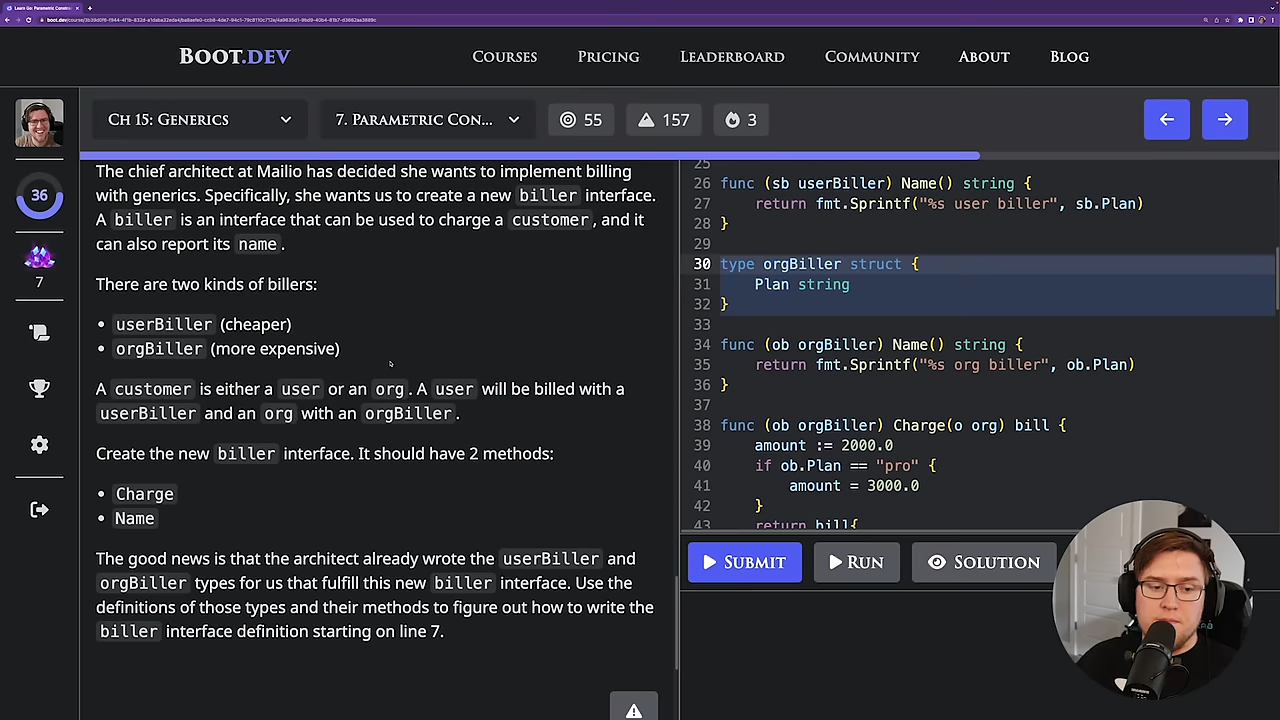 Learn Go: Parametric Constr
BOOT.DEV
COURSES
PRICING
LEADERBOARD
COMMUNITY
ABOUT
BLOG
CH 15: GENERICS
7. PARAMETRIC CON...
55
157
3
36
7
The chief architect at Mailio has decided she wants to implement billing
with generics. Specifically, she wants us to create a new biller interface.
A biller is an interface that can be used to charge a customer, and it
can also report its name.
There are two kinds of billers:
• userBiller (cheaper)
• orgBiller (more expensive)
A customer is either a user or an org. A user will be billed with a
userBiller and an org with an orgBiller.
Create the new biller interface. It should have 2 methods:
• Charge
• Name
The good news is that the architect already wrote the userBiller and
orgBiller types for us that fulfill this new biller interface. Use the
definitions of those types and their methods to figure out how to write the
biller interface definition starting on line 7.
25
26 func (sb userBiller) Name() string {
27 return fmt.Sprintf("%s user biller", sb.Plan)
28 }
29
30 type orgBiller struct {
31 Plan string
32 }
33
34 func (ob orgBiller) Name() string {
35 return fmt.Sprintf("%s org biller", ob.Plan)
36 }
37
38 func (ob orgBiller) Charge(o org) bill {
39 amount := 2000.0
40 if ob.Plan == "pro" {
41 amount = 3000.0
42 }
43 return bill{
SUBMIT
RUN
SOLUTION